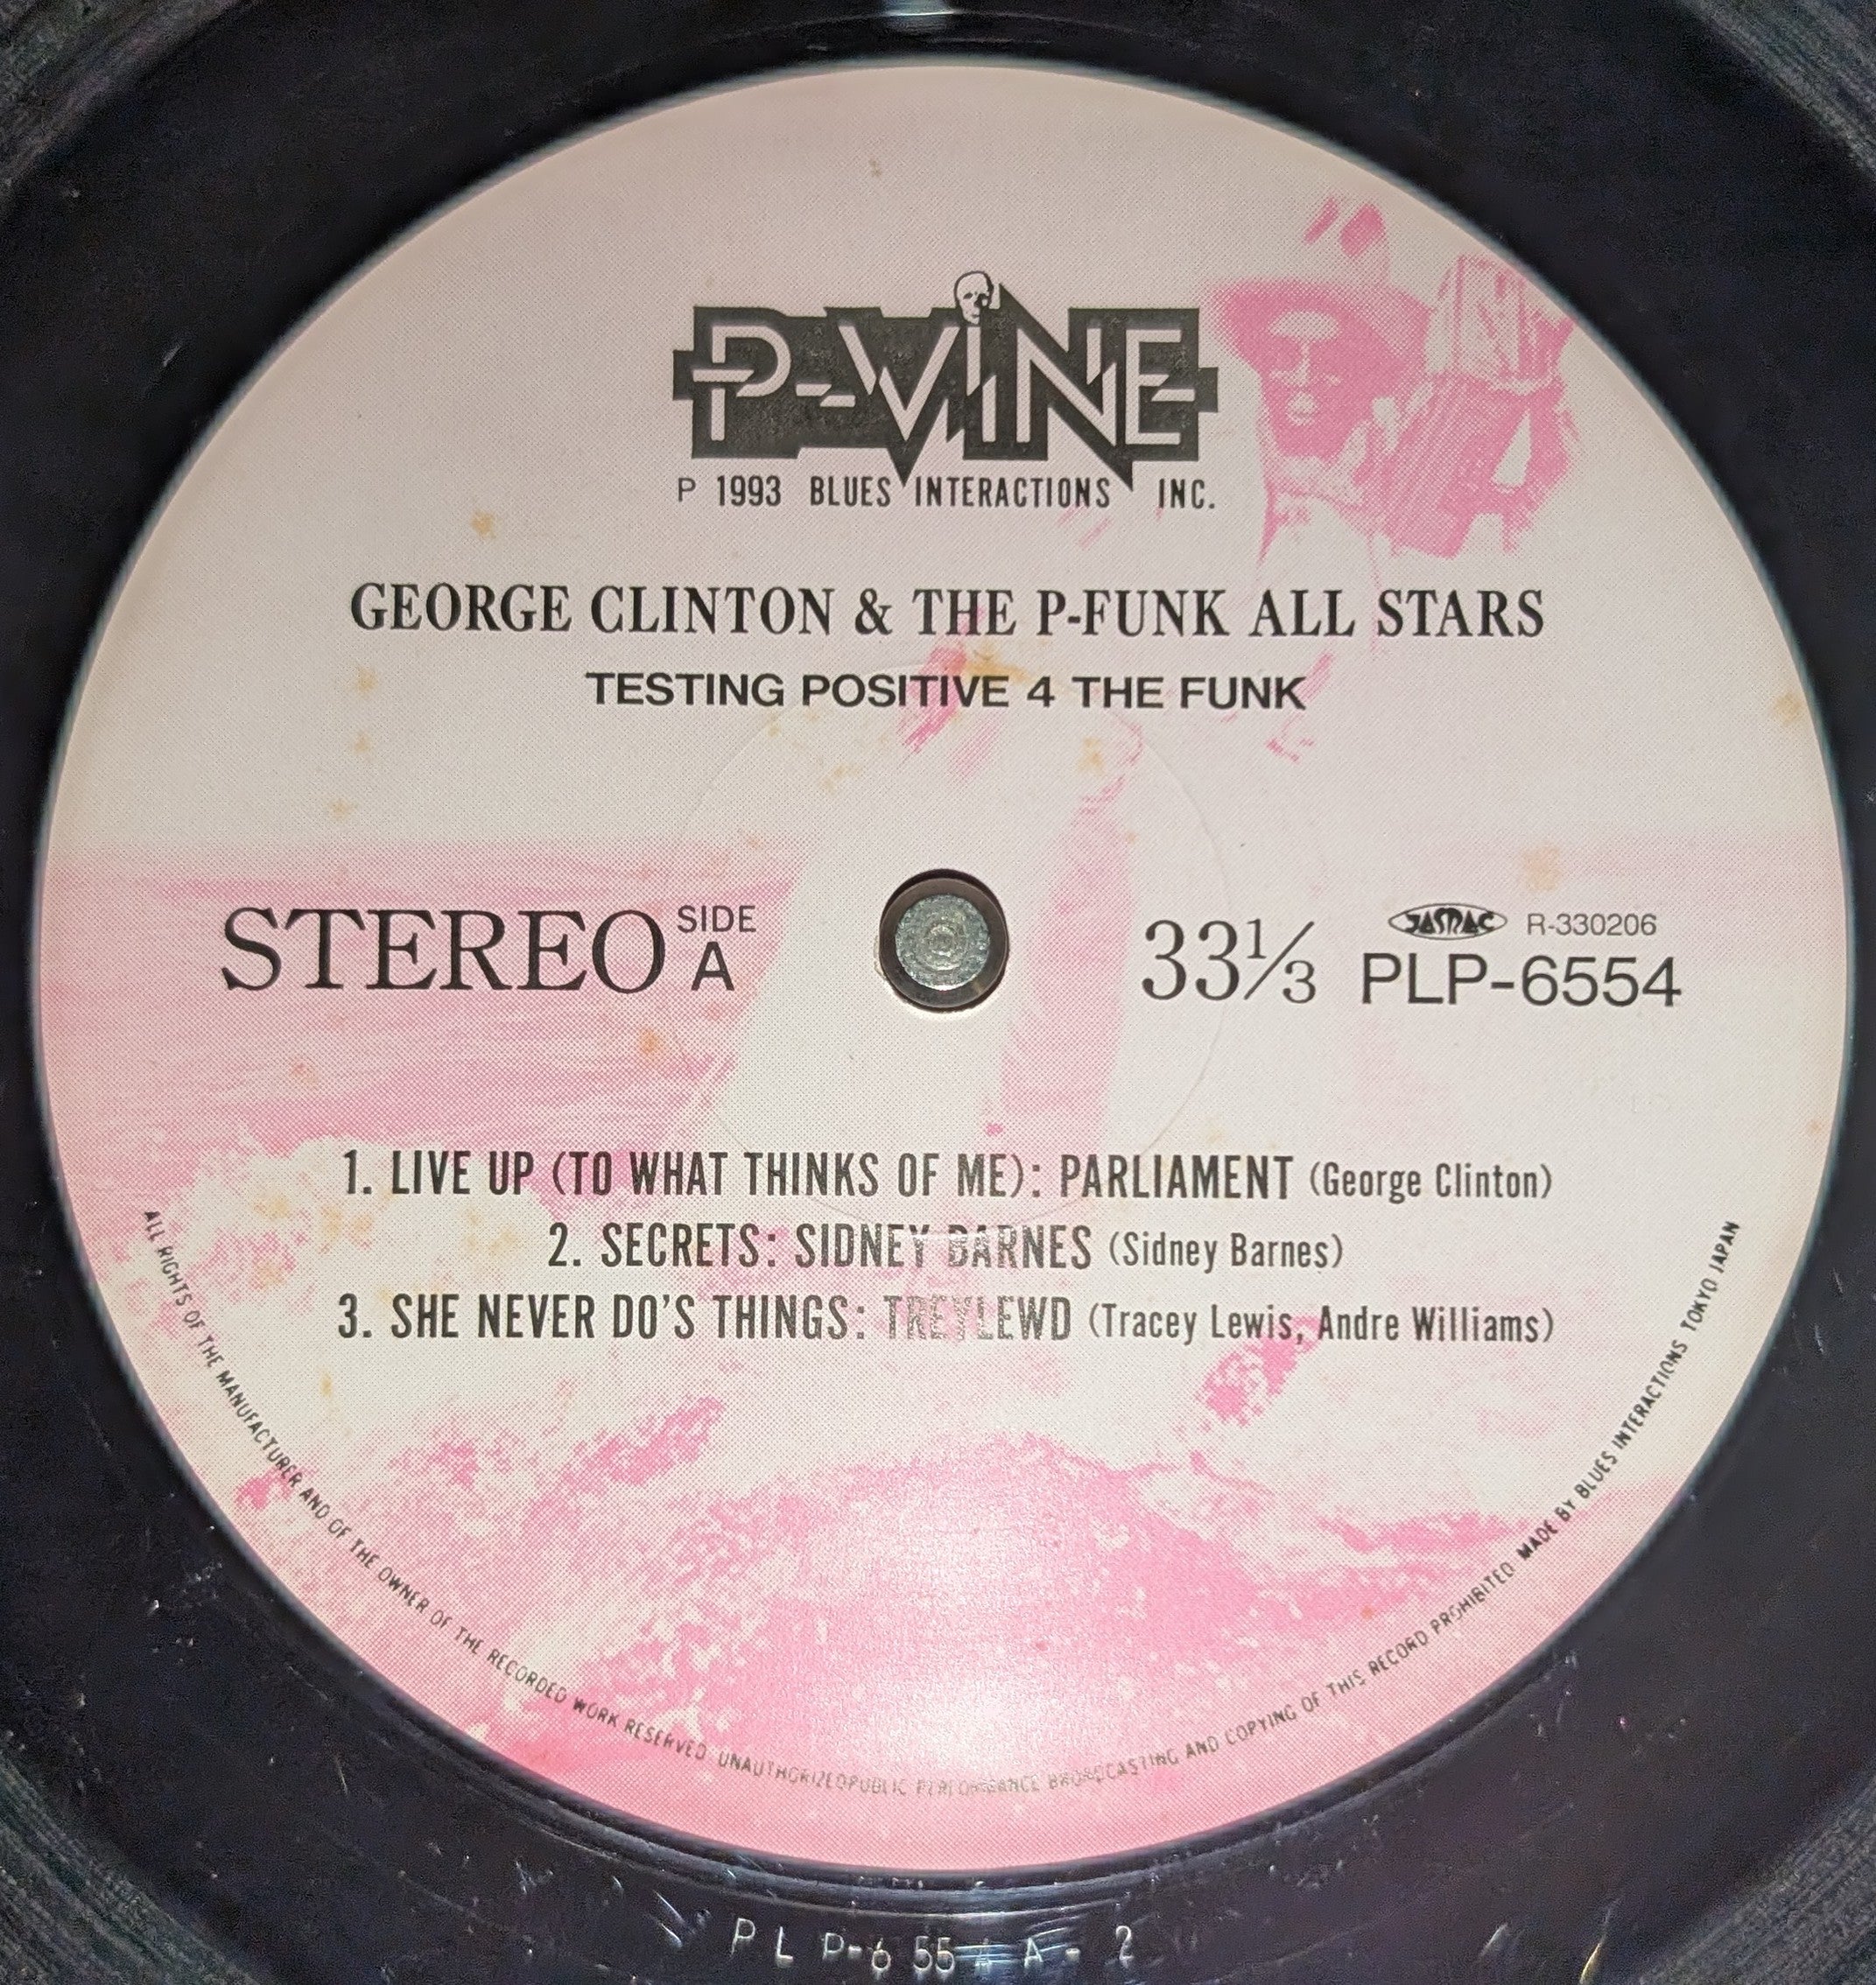 P-ViNE
P 1993 BLUES INTERACTIONS INC.
GEORGE CLINTON & THE P-FUNK ALL STARS
TESTING POSITIVE 4 THE FUNK
STEREO SIDE A
33⅓
JASRAC R-330206
PLP-6554
1. LIVE UP (TO WHAT THINKS OF ME): PARLIAMENT (George Clinton)
2. SECRETS: SIDNEY BARNES (Sidney Barnes)
3. SHE NEVER DO'S THINGS: TREYLEWD (Tracey Lewis, Andre Williams)
ALL RIGHTS OF THE MANUFACTURER AND OF THE OWNER OF THE RECORDED WORK RESERVED UNAUTHORIZEDPUBLIC PERFORMANCE BROADCASTING AND COPYING OF THIS RECORD PROHIBITED MADE BY BLUES INTERACTIONS TOKYO JAPAN
PLP-6554 A-2